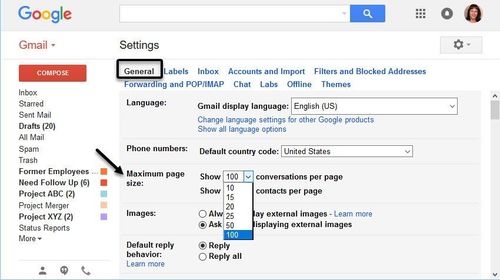 Google
Gmail
Settings
COMPOSE
General Labels Inbox Accounts and Import Filters and Blocked Addresses
Forwarding and POP/IMAP Chat Labs Offline Themes
Inbox
Starred
Sent Mail
Drafts (20)
All Mail
Spam
Trash
Former Employees ...
Need Follow Up (6)
Project ABC (2)
Project Merger
Project XYZ (2)
Status Reports
More
Language:
Gmail display language: English (US)
Change language settings for other Google products
Show all language options
Phone numbers:
Default country code: United States
Maximum page
size:
Show 100 conversations per page
Show contacts per page
10
15
20
25
50
100
Images:
Alw play external images - Learn more
Ask displaying external images
Default reply
behavior:
Learn more
Reply
Reply all